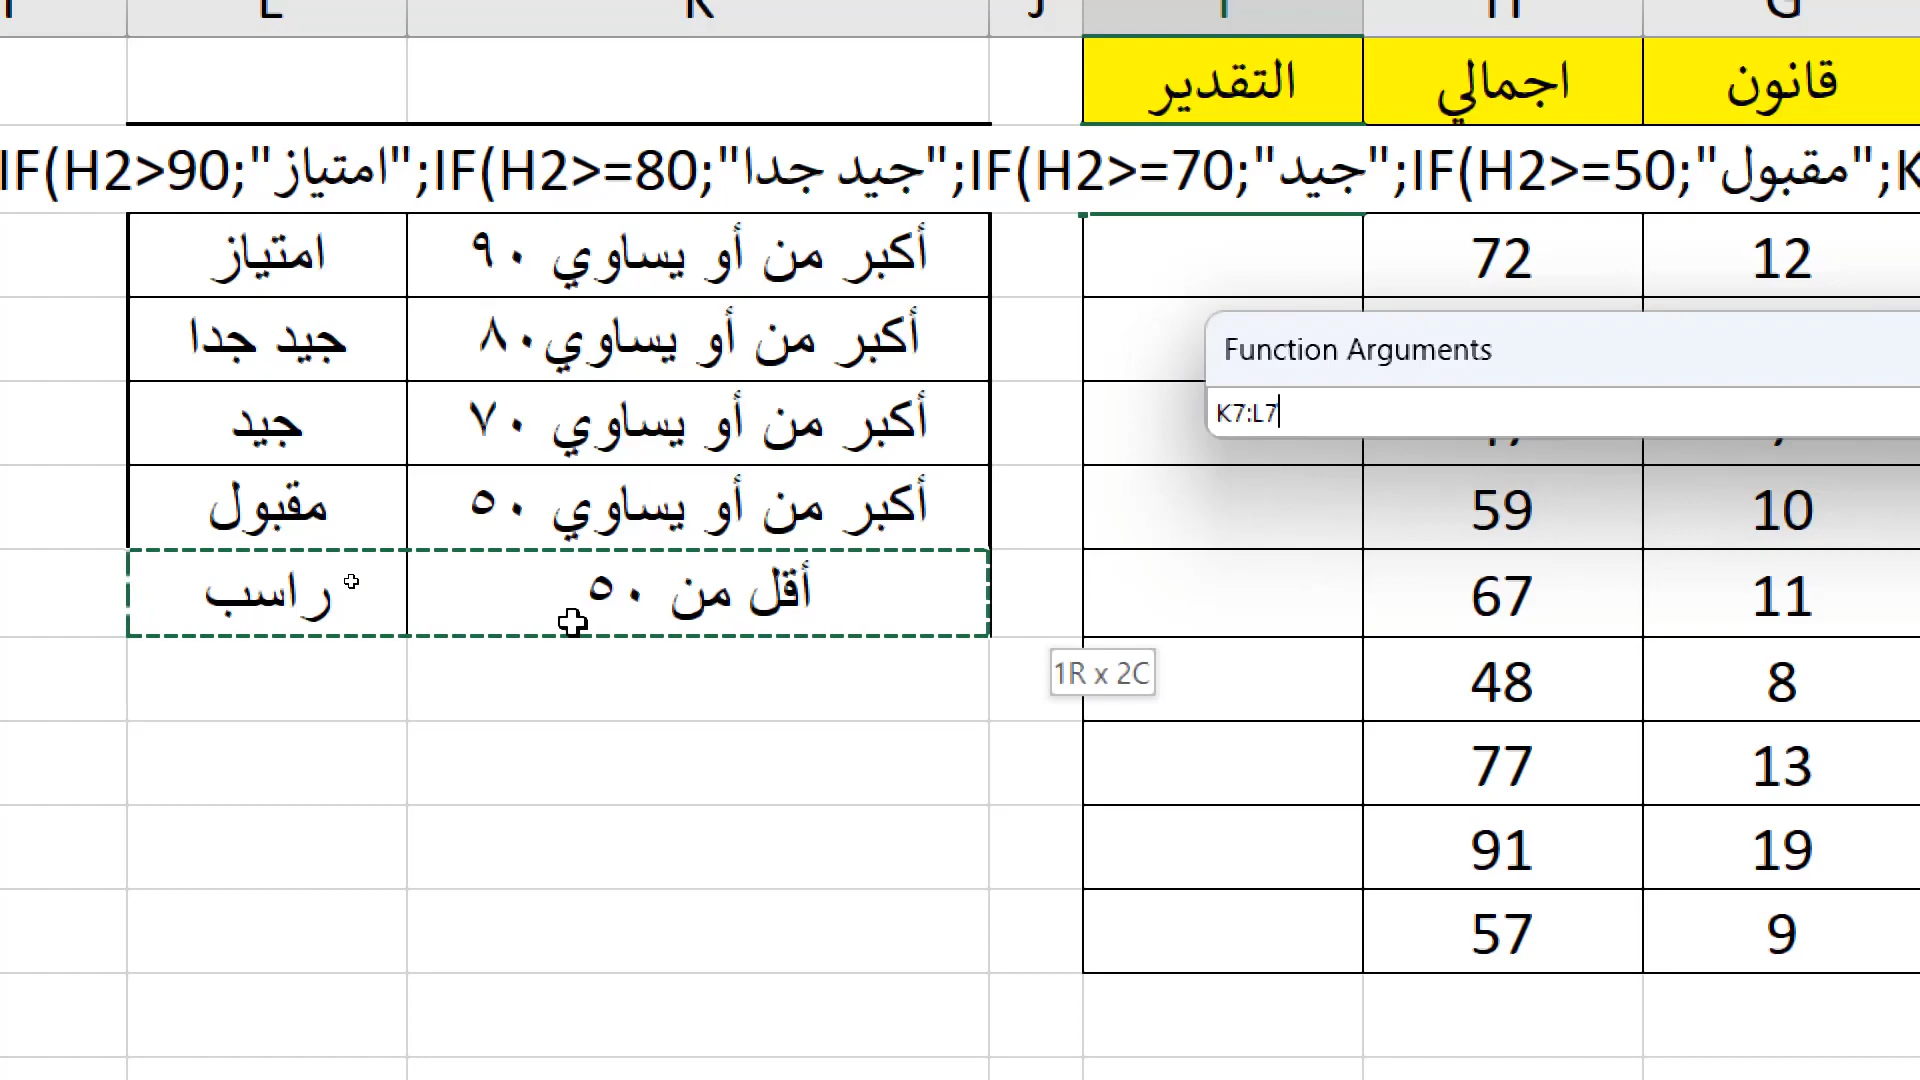 L K J I H G
قانون اجمالي التقدير
IF(H2>90;"امتياز";IF(H2>=80;"جيد جدا";IF(H2>=70;"جيد";IF(H2>=50;"مقبول";K
12 72 أكبر من أو يساوي ٩٠ امتياز
Function Arguments
أكبر من أو يساوي٨٠ جيد جدا
K7:L7
أكبر من أو يساوي ٧٠ جيد
10 59 أكبر من أو يساوي ٥٠ مقبول
11 67 أقل من ٥٠ راسب
1R x 2C
8 48
13 77
19 91
9 57